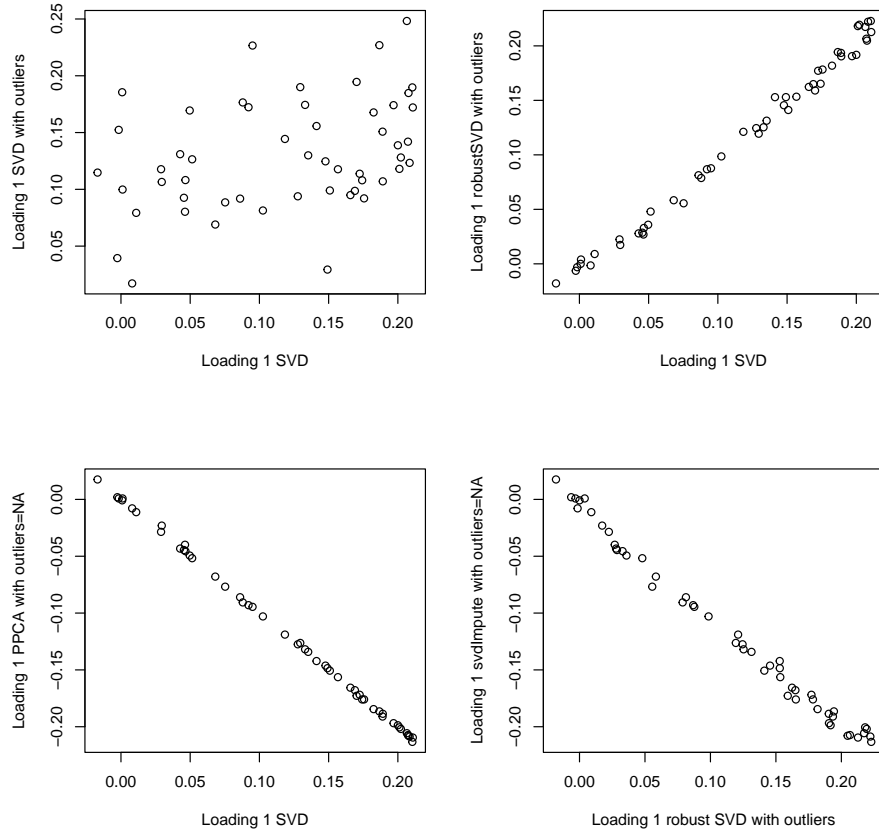 Loading 1 SVD with outliers
0.05 0.10 0.15 0.20 0.25
0.00 0.05 0.10 0.15 0.20
Loading 1 SVD
Loading 1 robustSVD with outliers
0.00 0.05 0.10 0.15 0.20
0.00 0.05 0.10 0.15 0.20
Loading 1 SVD
Loading 1 PPCA with outliers=NA
−0.20 −0.15 −0.10 −0.05 0.00
0.00 0.05 0.10 0.15 0.20
Loading 1 SVD
Loading 1 svdImpute with outliers=NA
−0.20 −0.15 −0.10 −0.05 0.00
0.00 0.05 0.10 0.15 0.20
Loading 1 robust SVD with outliers